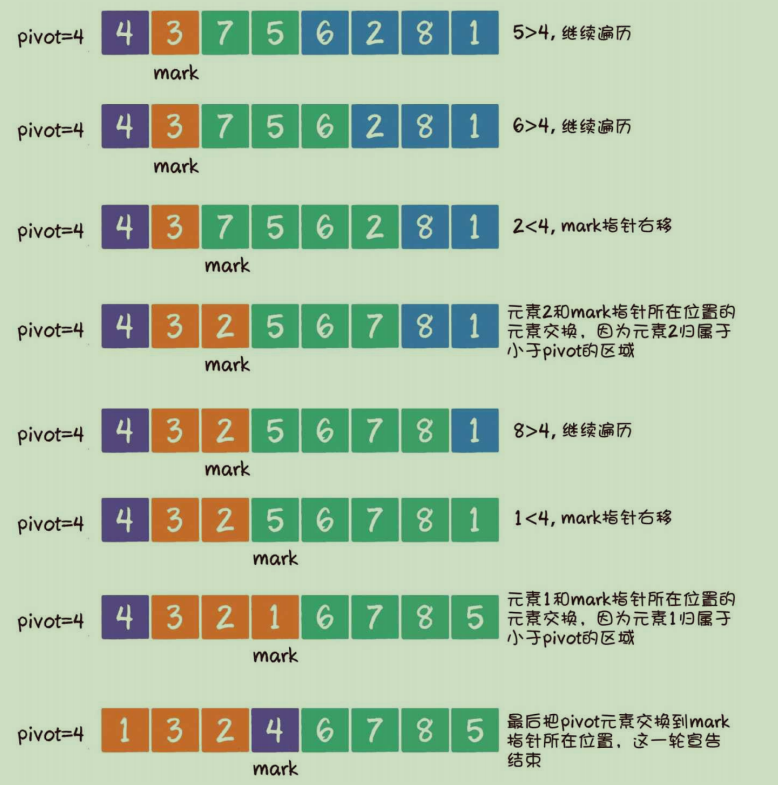 pivot=4 4 3 7 5 6 2 8 1 5>4, 继续遍历
mark
pivot=4 4 3 7 5 6 2 8 1 6>4, 继续遍历
mark
pivot=4 4 3 7 5 6 2 8 1 2<4, mark指针右移
mark
pivot=4 4 3 2 5 6 7 8 1
元素2和mark指针所在位置的
元素交换，因为元素2归属于
小于pivot的区域
mark
pivot=4 4 3 2 5 6 7 8 1 8>4, 继续遍历
mark
pivot=4 4 3 2 5 6 7 8 1 1<4, mark指针右移
mark
pivot=4 4 3 2 1 6 7 8 5
元素1和mark指针所在位置的
元素交换，因为元素1归属于
小于pivot的区域
mark
pivot=4 1 3 2 4 6 7 8 5
最后把pivot元素交换到mark
指针所在位置，这一轮宣告
结束
mark